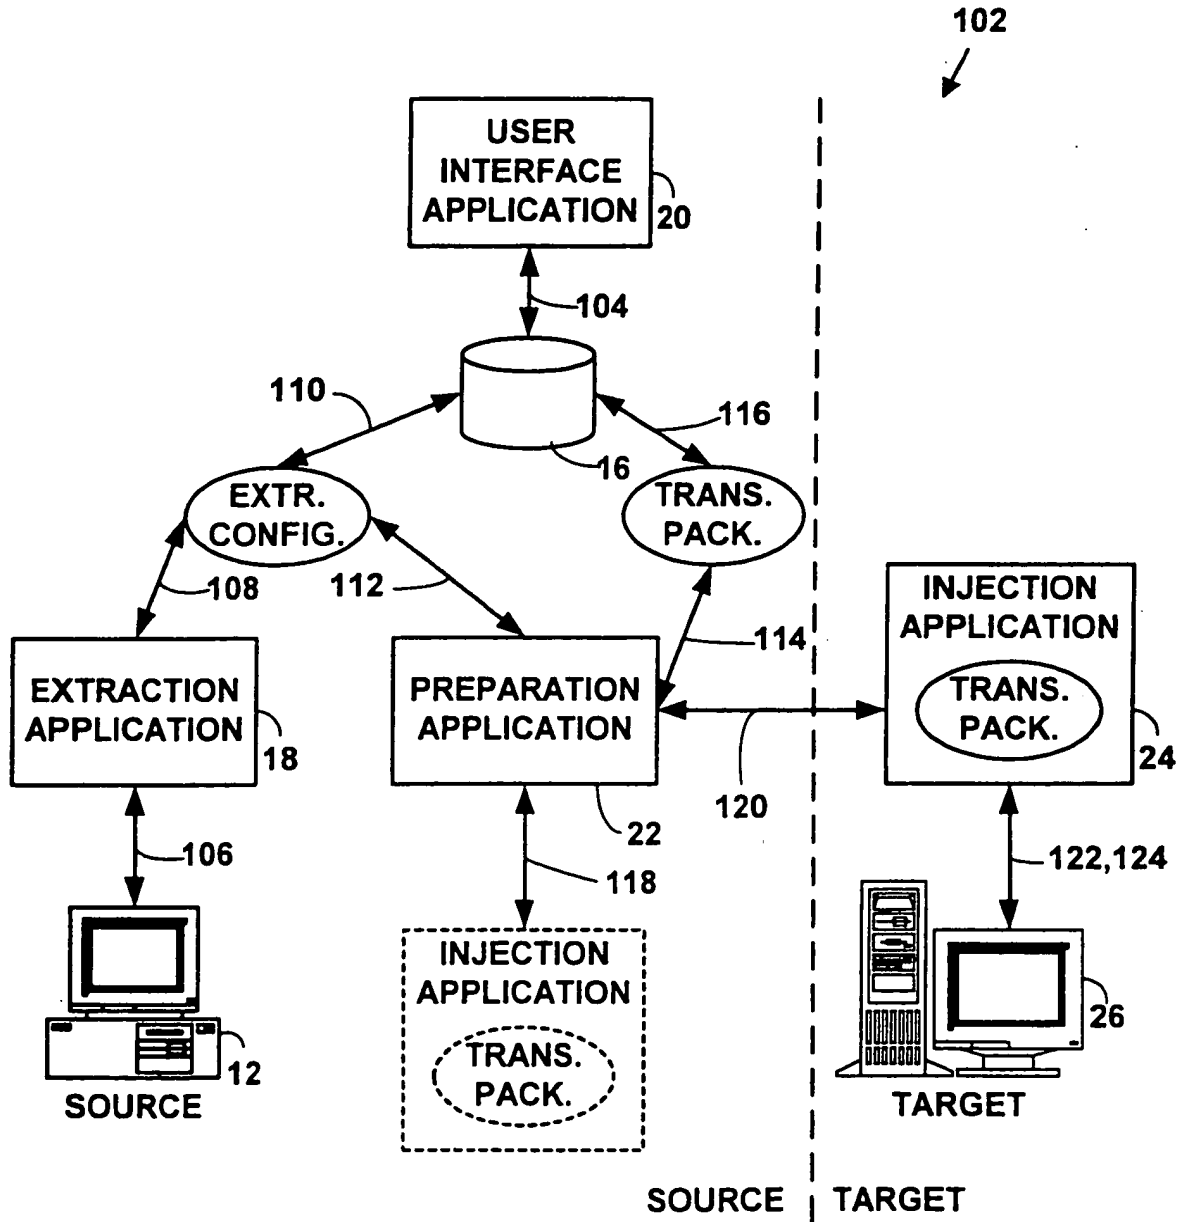 102
USER
INTERFACE
APPLICATION
20
104
110
116
16
EXTR.
CONFIG.
TRANS.
PACK.
108
112
114
INJECTION
APPLICATION
TRANS.
PACK.
24
EXTRACTION
APPLICATION
18
PREPARATION
APPLICATION
22
120
106
118
122,124
INJECTION
APPLICATION
TRANS.
PACK.
12
SOURCE
26
TARGET
SOURCE
TARGET